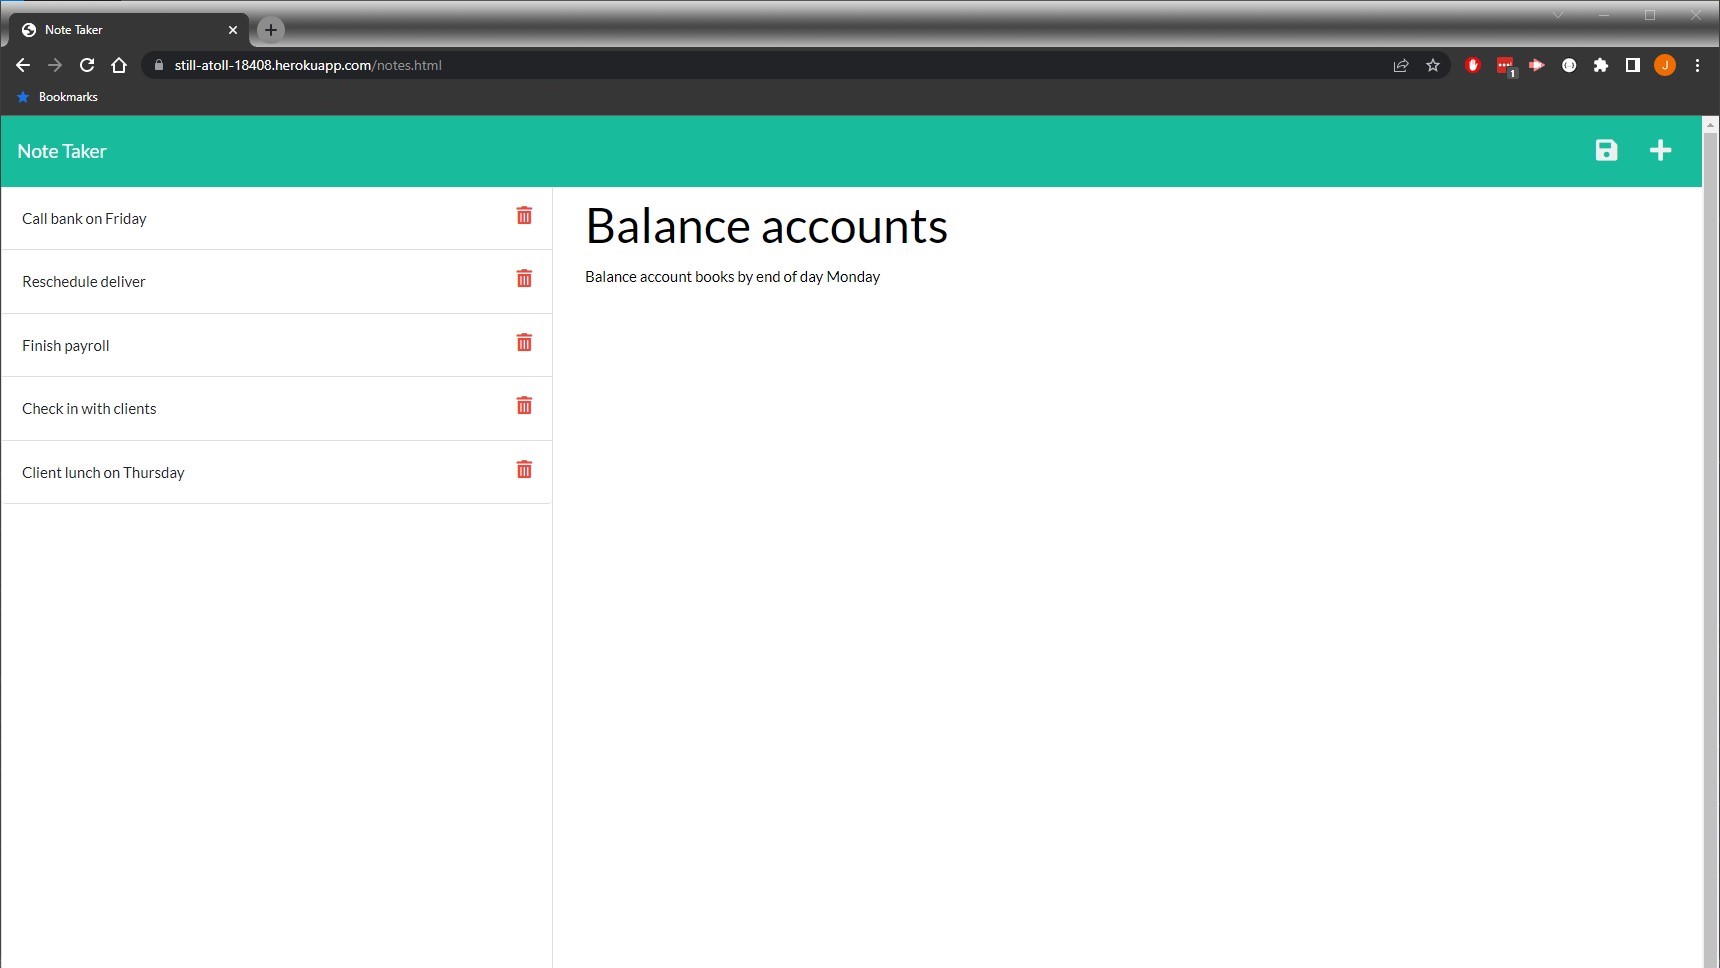 Note Taker
still-atoll-18408.herokuapp.com/notes.html
1
J
Bookmarks
Note Taker
Call bank on Friday
Reschedule deliver
Finish payroll
Check in with clients
Client lunch on Thursday
Balance accounts
Balance account books by end of day Monday